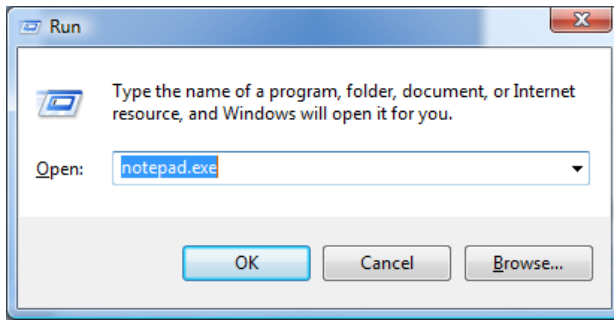 Run
Type the name of a program, folder, document, or Internet
resource, and Windows will open it for you.
Open: notepad.exe
OK Cancel Browse...